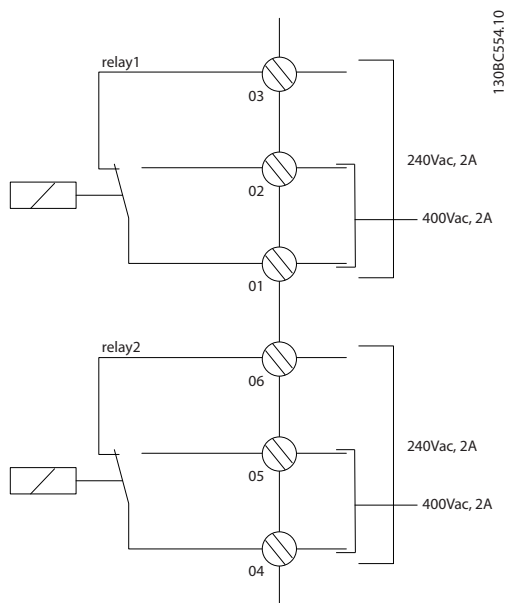 130BC554.10
relay1
03
02
240Vac, 2A
400Vac, 2A
01
relay2
06
05
240Vac, 2A
400Vac, 2A
04